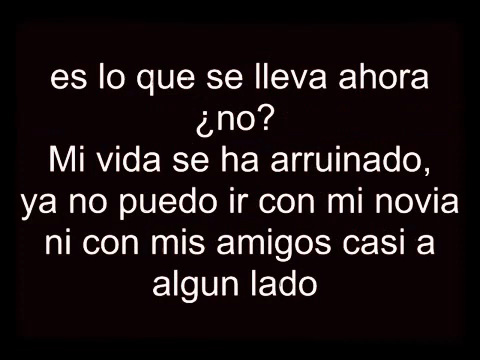 es lo que se lleva ahora
¿no?
Mi vida se ha arruinado,
ya no puedo ir con mi novia
ni con mis amigos casi a
algun lado